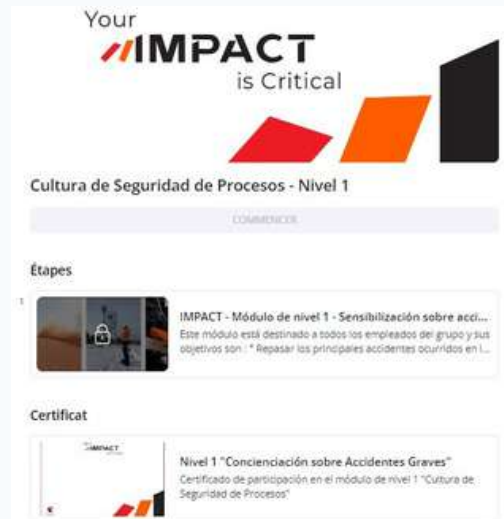 Your
IMPACT
is Critical
Cultura de Seguridad de Procesos - Nivel 1
COMMENCER
Étapes
1
IMPACT - Módulo de nivel 1 - Sensibilización sobre acci...
Este módulo está destinado a todos los empleados del grupo y sus
objetivos son : * Repasar los principales accidentes ocurridos en l...
Certificat
IMPACT
Nivel 1 "Concienciación sobre Accidentes Graves"
Certificado de participación en el módulo de nivel 1 "Cultura de
Seguridad de Procesos"